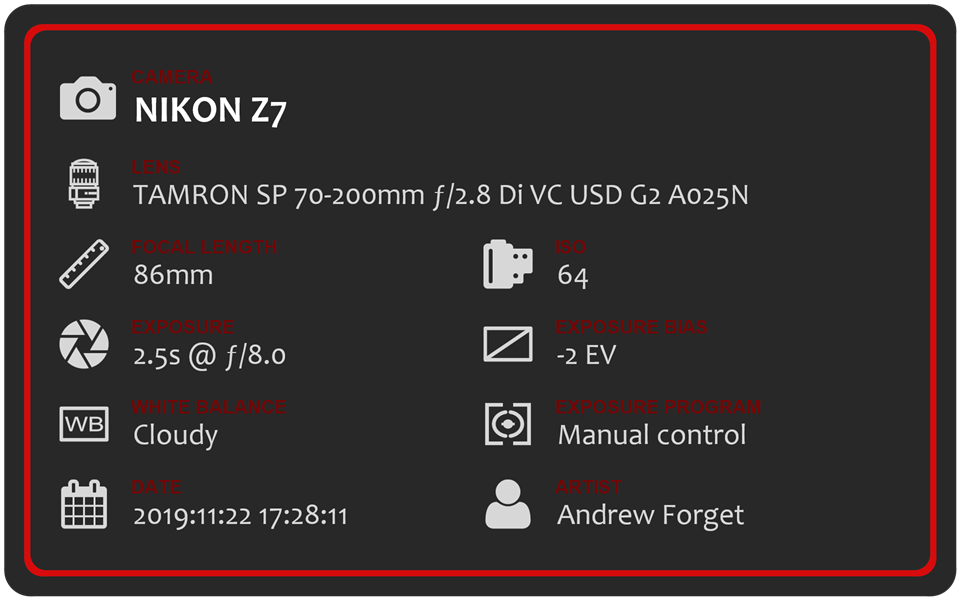 CAMERA
NIKON Z7
LENS
TAMRON SP 70-200mm ƒ/2.8 Di VC USD G2 A025N
FOCAL LENGTH
86mm
ISO
64
EXPOSURE
2.5s @ ƒ/8.0
EXPOSURE BIAS
-2 EV
WB
WHITE BALANCE
Cloudy
EXPOSURE PROGRAM
Manual control
DATE
2019:11:22 17:28:11
ARTIST
Andrew Forget